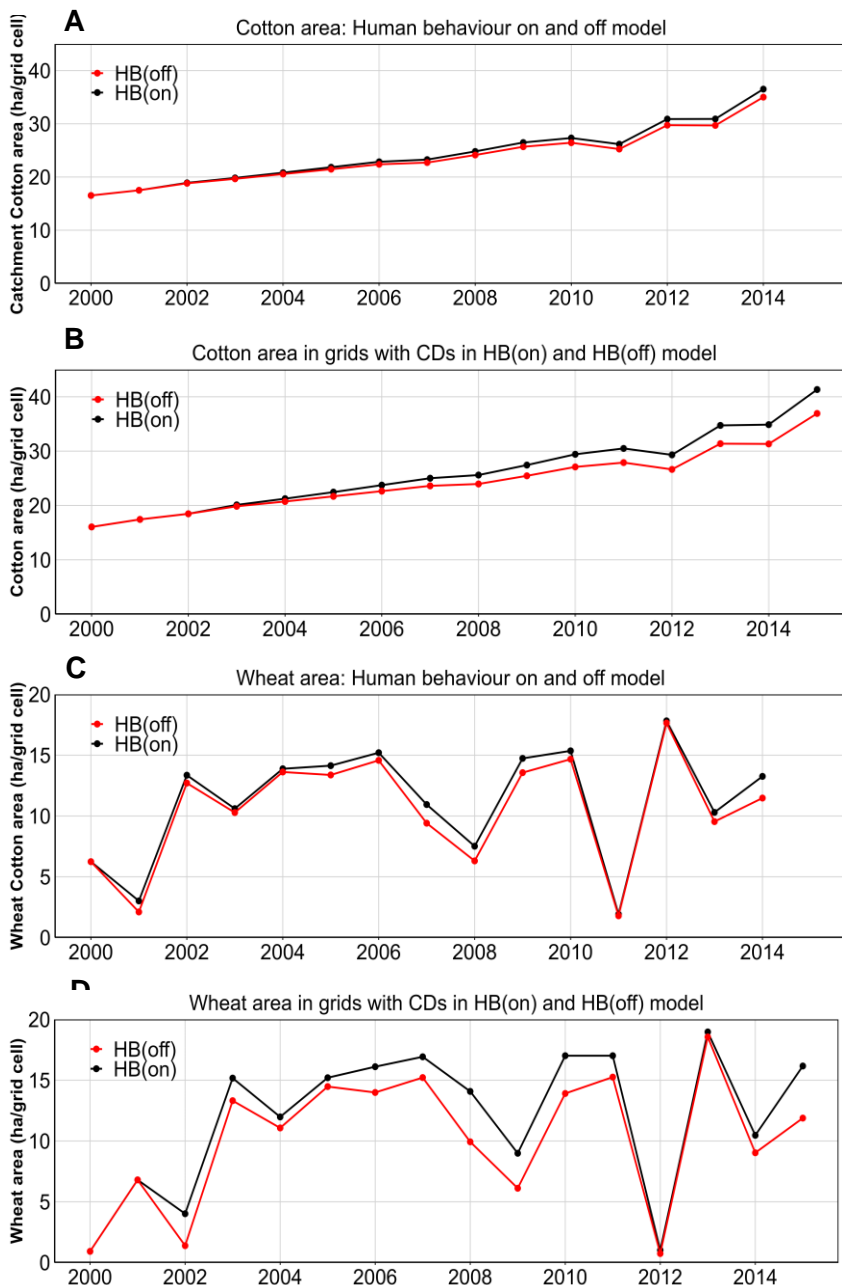 A
Cotton area: Human behaviour on and off model
Catchment Cotton area (ha/grid cell)
40
30
20
10
0
HB(off)
HB(on)
2000 2002 2004 2006 2008 2010 2012 2014
B
Cotton area in grids with CDs in HB(on) and HB(off) model
Cotton area (ha/grid cell)
40
30
20
10
0
HB(off)
HB(on)
2000 2002 2004 2006 2008 2010 2012 2014
C
Wheat area: Human behaviour on and off model
Wheat Cotton area (ha/grid cell)
20
15
10
5
0
HB(off)
HB(on)
2000 2002 2004 2006 2008 2010 2012 2014
D
Wheat area in grids with CDs in HB(on) and HB(off) model
Wheat area (ha/grid cell)
20
15
10
5
0
HB(off)
HB(on)
2000 2002 2004 2006 2008 2010 2012 2014